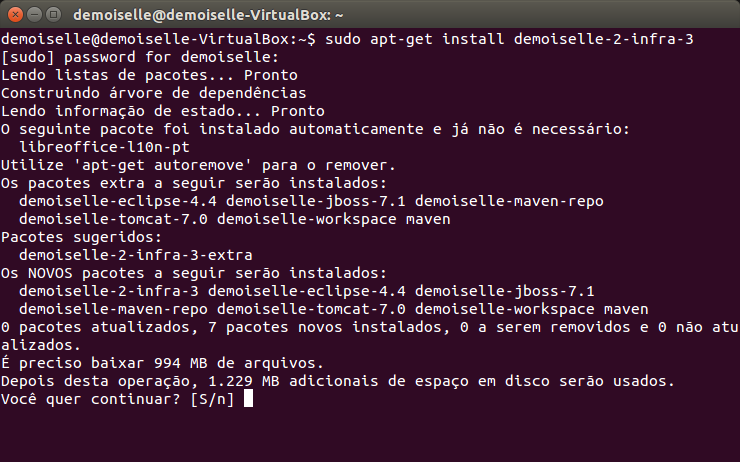 demoiselle@demoiselle-VirtualBox: ~
demoiselle@demoiselle-VirtualBox:~$ sudo apt-get install demoiselle-2-infra-3
[sudo] password for demoiselle:
Lendo listas de pacotes... Pronto
Construindo árvore de dependências
Lendo informação de estado... Pronto
O seguinte pacote foi instalado automaticamente e já não é necessário:
  libreoffice-l10n-pt
Utilize 'apt-get autoremove' para o remover.
Os pacotes extra a seguir serão instalados:
  demoiselle-eclipse-4.4 demoiselle-jboss-7.1 demoiselle-maven-repo
  demoiselle-tomcat-7.0 demoiselle-workspace maven
Pacotes sugeridos:
  demoiselle-2-infra-3-extra
Os NOVOS pacotes a seguir serão instalados:
  demoiselle-2-infra-3 demoiselle-eclipse-4.4 demoiselle-jboss-7.1
  demoiselle-maven-repo demoiselle-tomcat-7.0 demoiselle-workspace maven
0 pacotes atualizados, 7 pacotes novos instalados, 0 a serem removidos e 0 não atu
alizados.
É preciso baixar 994 MB de arquivos.
Depois desta operação, 1.229 MB adicionais de espaço em disco serão usados.
Você quer continuar? [S/n]